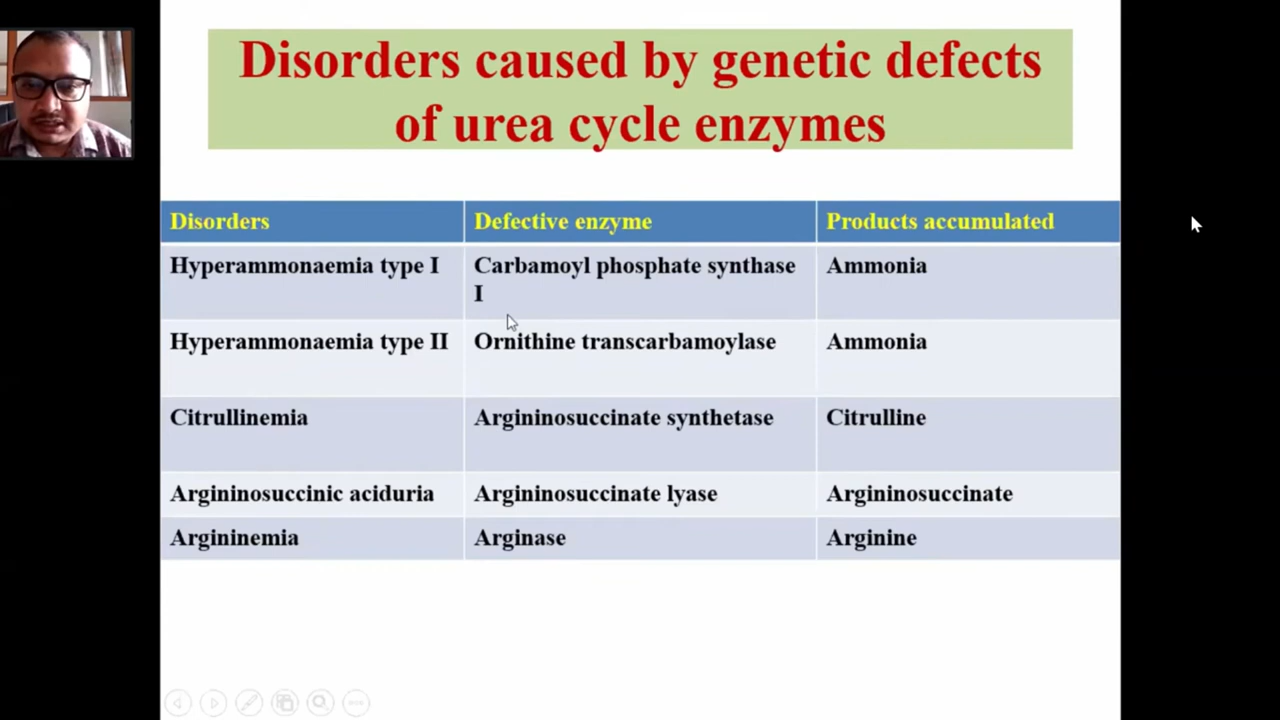 Disorders caused by genetic defects
of urea cycle enzymes
Disorders Defective enzyme Products accumulated
Hyperammonaemia type I Carbamoyl phosphate synthase Ammonia
I
Hyperammonaemia type II Ornithine transcarbamoylase Ammonia
Citrullinemia Argininosuccinate synthetase Citrulline
Argininosuccinic aciduria Argininosuccinate lyase Argininosuccinate
Argininemia Arginase Arginine